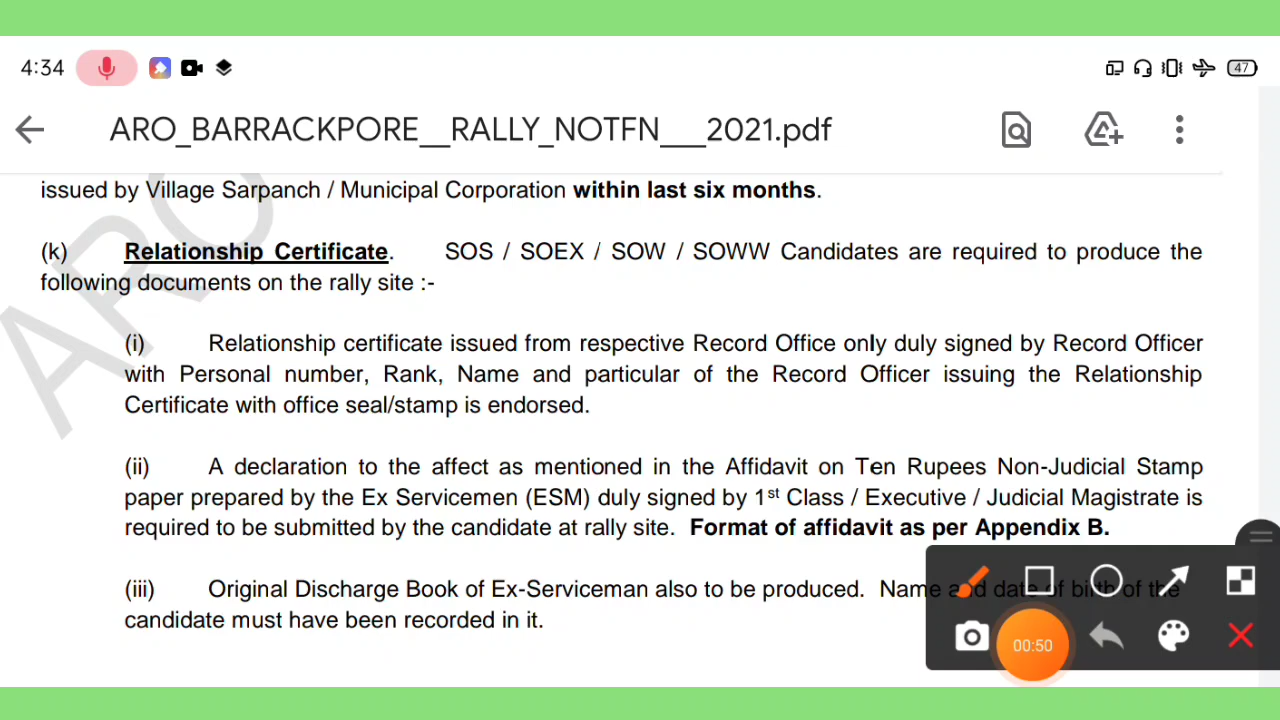 4:34
47
ARO_BARRACKPORE__RALLY_NOTFN___2021.pdf
issued by Village Sarpanch / Municipal Corporation within last six months.
(k) Relationship Certificate. SOS / SOEX / SOW / SOWW Candidates are required to produce the
following documents on the rally site :-
(i) Relationship certificate issued from respective Record Office only duly signed by Record Officer
with Personal number, Rank, Name and particular of the Record Officer issuing the Relationship
Certificate with office seal/stamp is endorsed.
(ii) A declaration to the affect as mentioned in the Affidavit on Ten Rupees Non-Judicial Stamp
paper prepared by the Ex Servicemen (ESM) duly signed by 1st Class / Executive / Judicial Magistrate is
required to be submitted by the candidate at rally site. Format of affidavit as per Appendix B.
(iii) Original Discharge Book of Ex-Serviceman also to be produced. Name and date of birth of the
candidate must have been recorded in it.
00:50
ARO